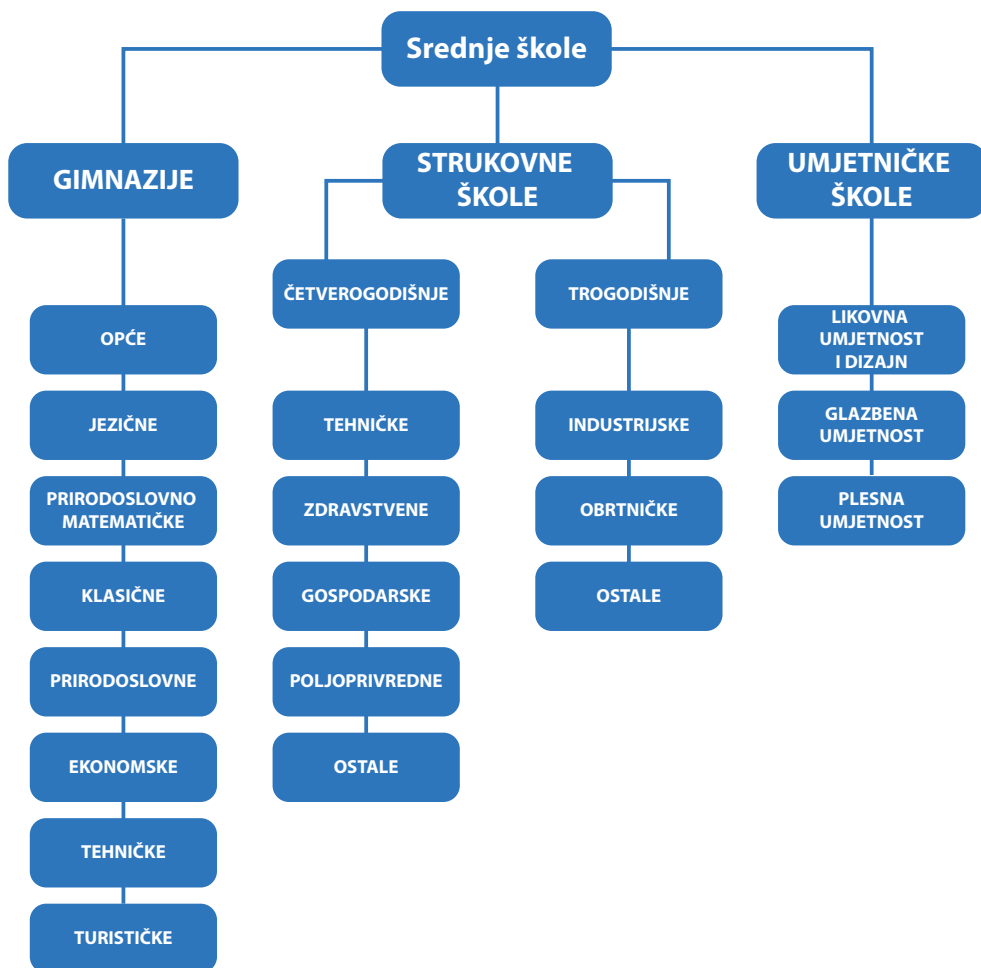 Srednje škole
GIMNAZIJE
STRUKOVNE
ŠKOLE
UMJETNIČKE
ŠKOLE
OPĆE
JEZIČNE
PRIRODOSLOVNO
MATEMATIČKE
KLASIČNE
PRIRODOSLOVNE
EKONOMSKE
TEHNIČKE
TURISTIČKE
ČETVEROGODIŠNJE
TEHNIČKE
ZDRAVSTVENE
GOSPODARSKE
POLJOPRIVREDNE
OSTALE
TROGODIŠNJE
INDUSTRIJSKE
OBRTNIČKE
OSTALE
LIKOVNA
UMJETNOST
I DIZAJN
GLAZBENA
UMJETNOST
PLESNA
UMJETNOST